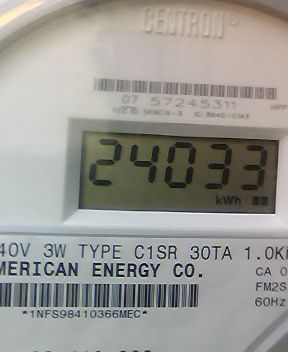 CENTRON®
07 57245311
24033
kWh
40V 3W TYPE C1SR 30TA 1.0K
MERICAN ENERGY CO.
CA 0
FM2S
60Hz
*1NFS98410366MEC*